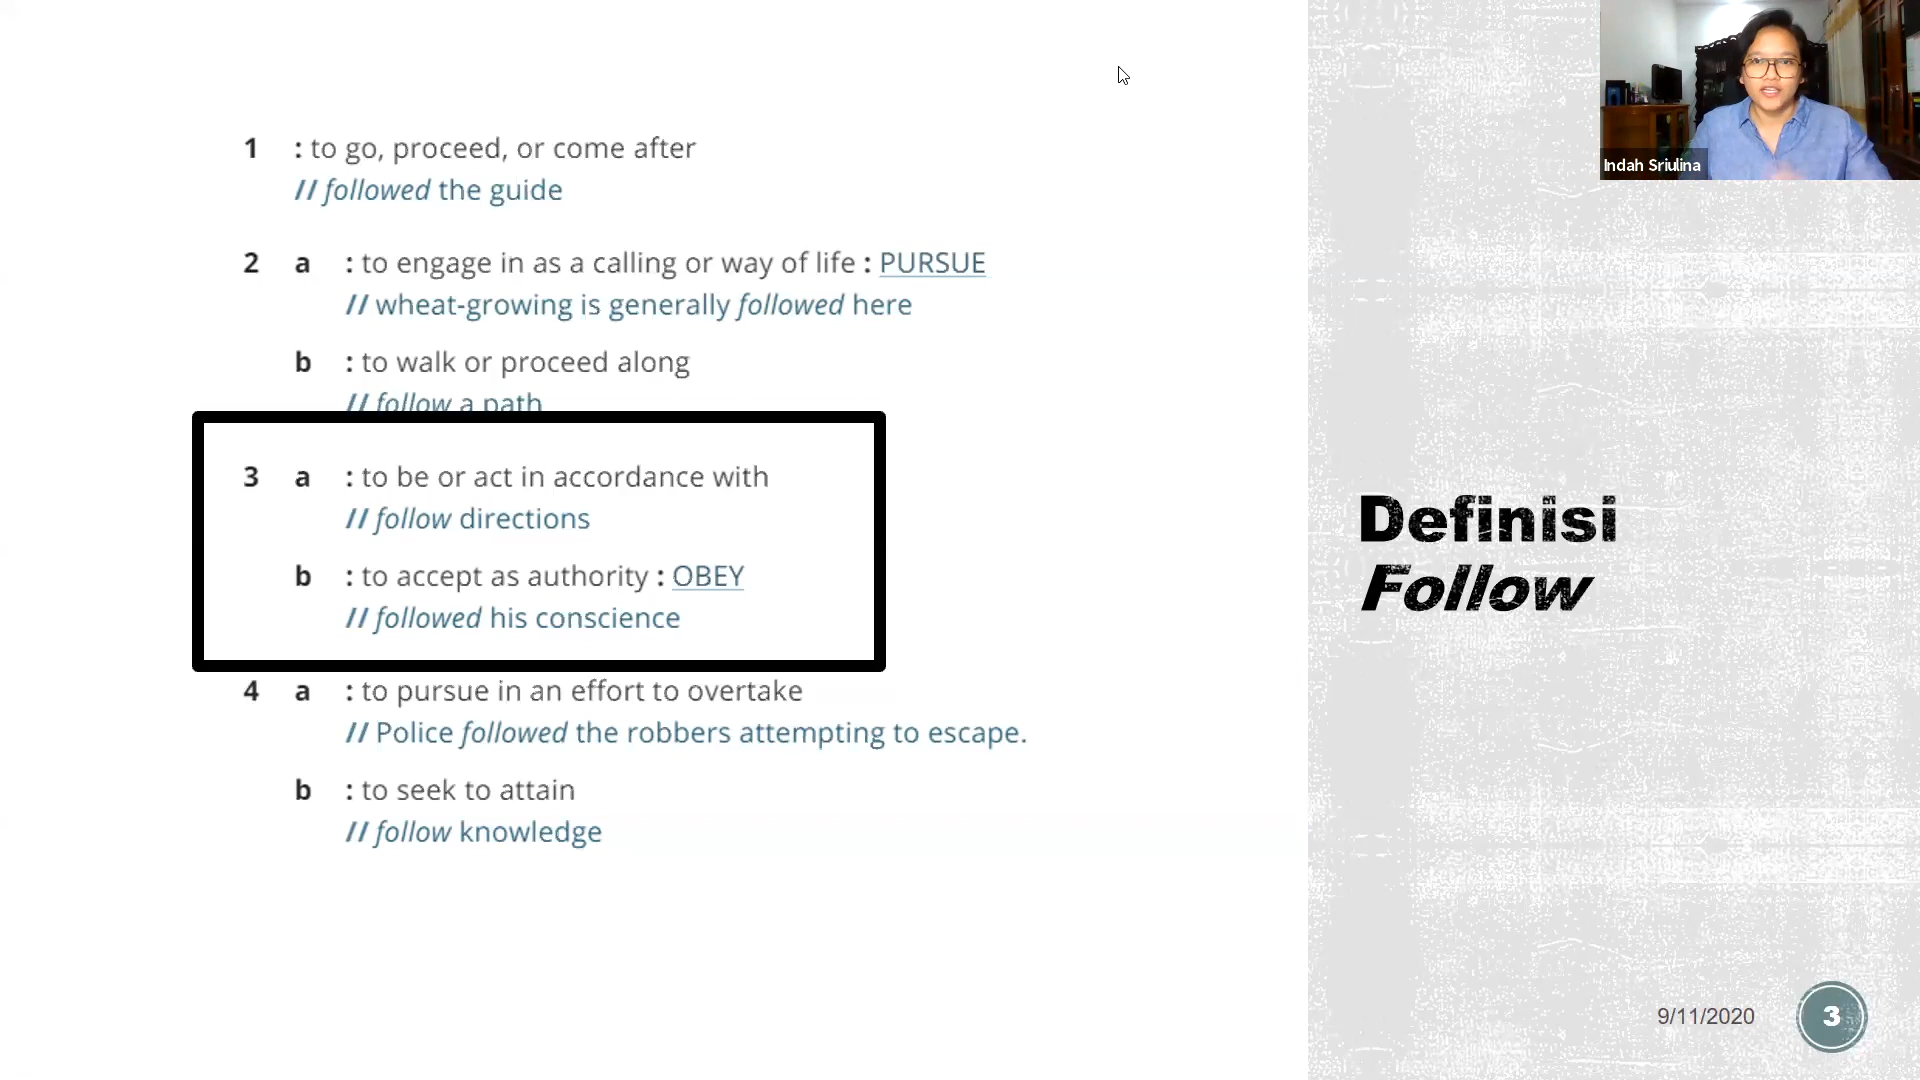 1 : to go, proceed, or come after
// followed the guide
2 a : to engage in as a calling or way of life : PURSUE
// wheat-growing is generally followed here
b : to walk or proceed along
// follow a path
3 a : to be or act in accordance with
// follow directions
b : to accept as authority : OBEY
// followed his conscience
4 a : to pursue in an effort to overtake
// Police followed the robbers attempting to escape.
b : to seek to attain
// follow knowledge
Definisi
Follow
Indah Sriulina
9/11/2020
3